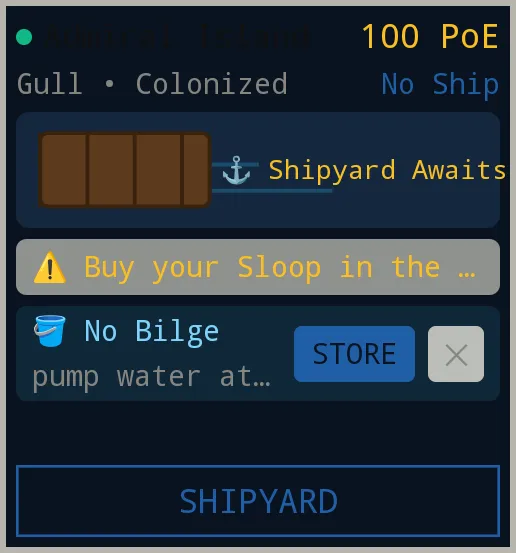 100 PoE
Gull • Colonized
No Ship
⚓ Shipyard Awaits
⚠️ Buy your Sloop in the …
🪣 No Bilge
pump water at…
STORE
SHIPYARD